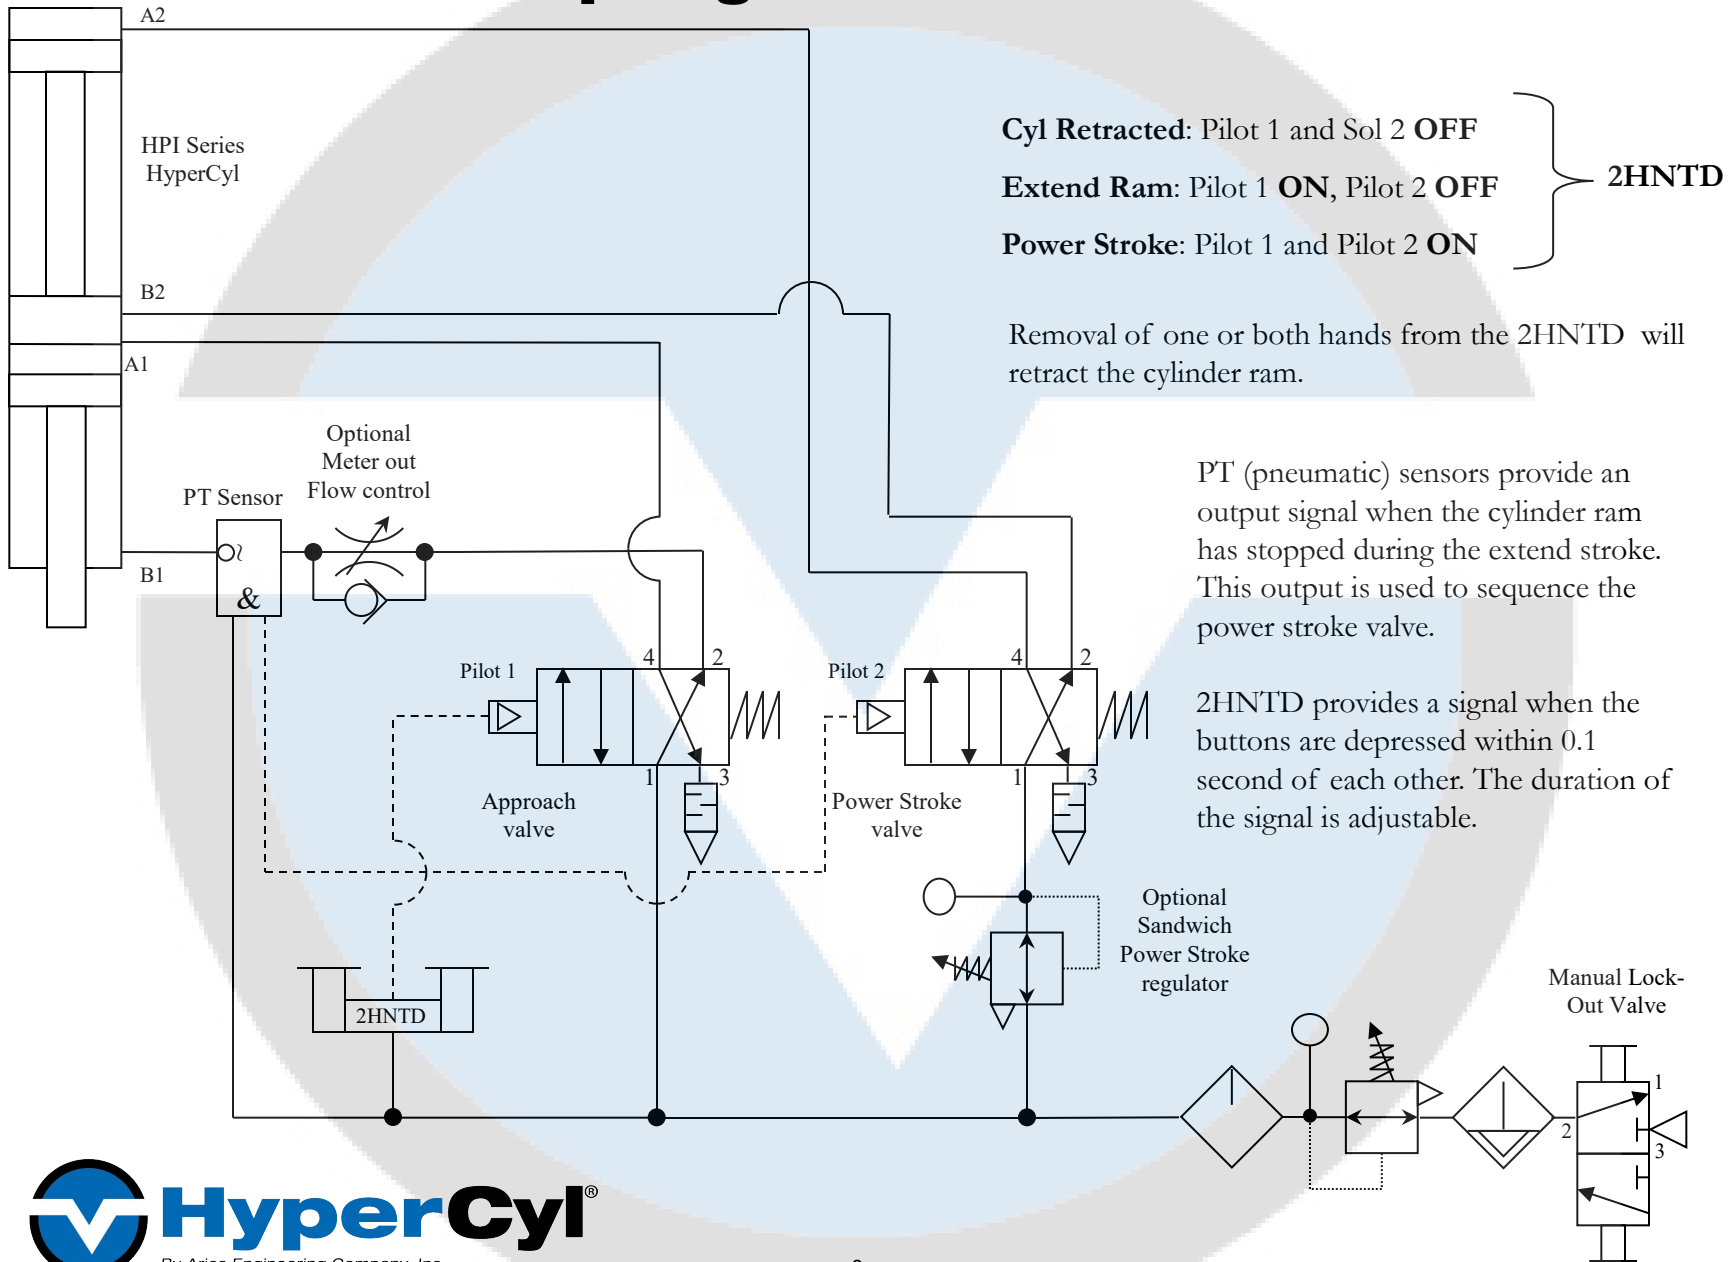 A2
HPI Series
HyperCyl
B2
A1
Cyl Retracted: Pilot 1 and Sol 2 OFF
Extend Ram: Pilot 1 ON, Pilot 2 OFF
Power Stroke: Pilot 1 and Pilot 2 ON
2HNTD
Removal of one or both hands from the 2HNTD will
retract the cylinder ram.
Optional
Meter out
Flow control
PT Sensor
B1
&
PT (pneumatic) sensors provide an
output signal when the cylinder ram
has stopped during the extend stroke.
This output is used to sequence the
power stroke valve.
2HNTD provides a signal when the
buttons are depressed within 0.1
second of each other. The duration of
the signal is adjustable.
Pilot 1
4
2
1
3
Approach
valve
Pilot 2
4
2
1
3
Power Stroke
valve
Optional
Sandwich
Power Stroke
regulator
2HNTD
Manual Lock-
Out Valve
1
2
3
HyperCyl®
By Aries Engineering Company, Inc.